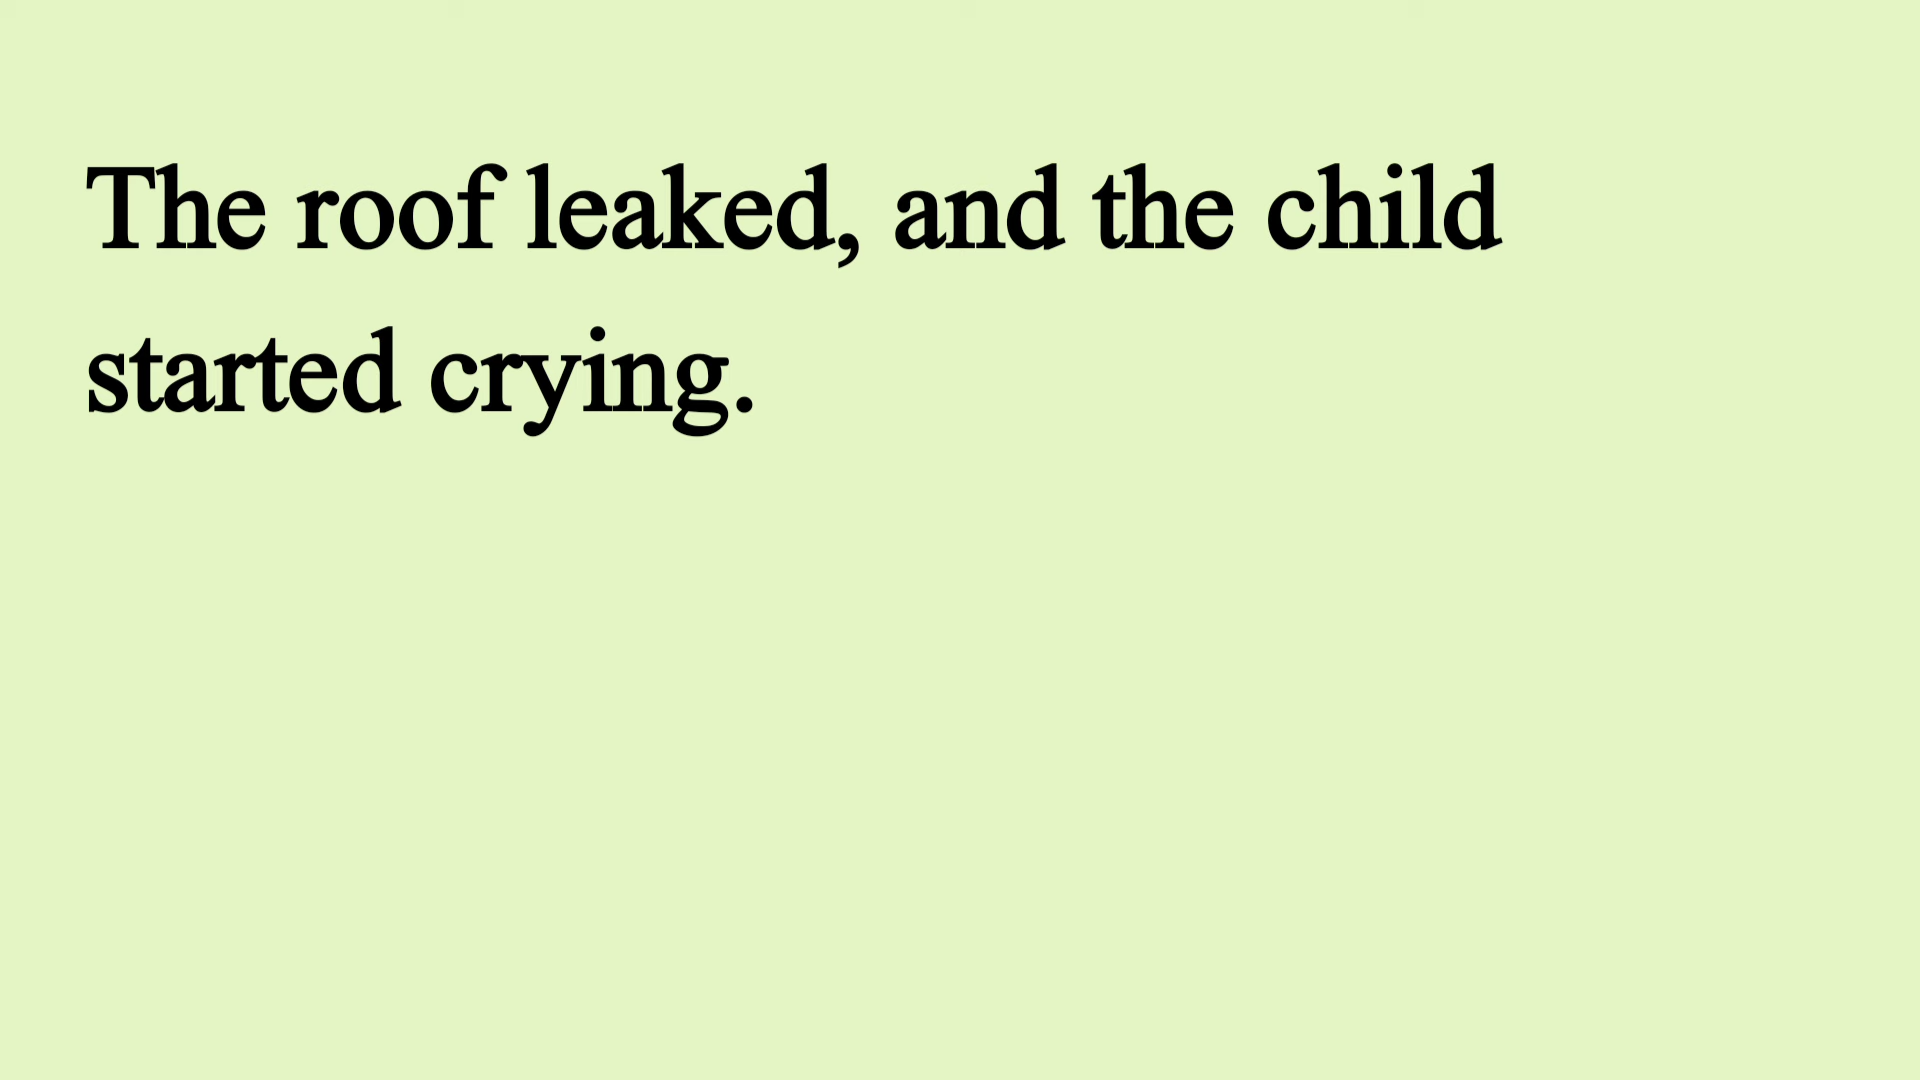 The roof leaked, and the child
started crying.